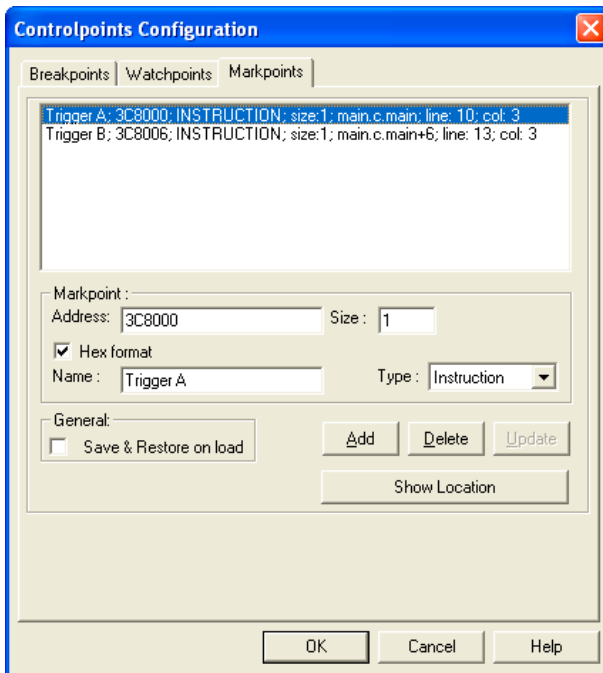 Controlpoints Configuration
Breakpoints Watchpoints Markpoints
Trigger A; 3C8000; INSTRUCTION; size:1; main.c.main; line: 10; col: 3
Trigger B; 3C8006; INSTRUCTION; size:1; main.c.main+6; line: 13; col: 3
Markpoint :
Address: 3C8000 Size : 1
Hex format
Name : Trigger A Type : Instruction
General:
Save & Restore on load
Add Delete Update
Show Location
OK Cancel Help